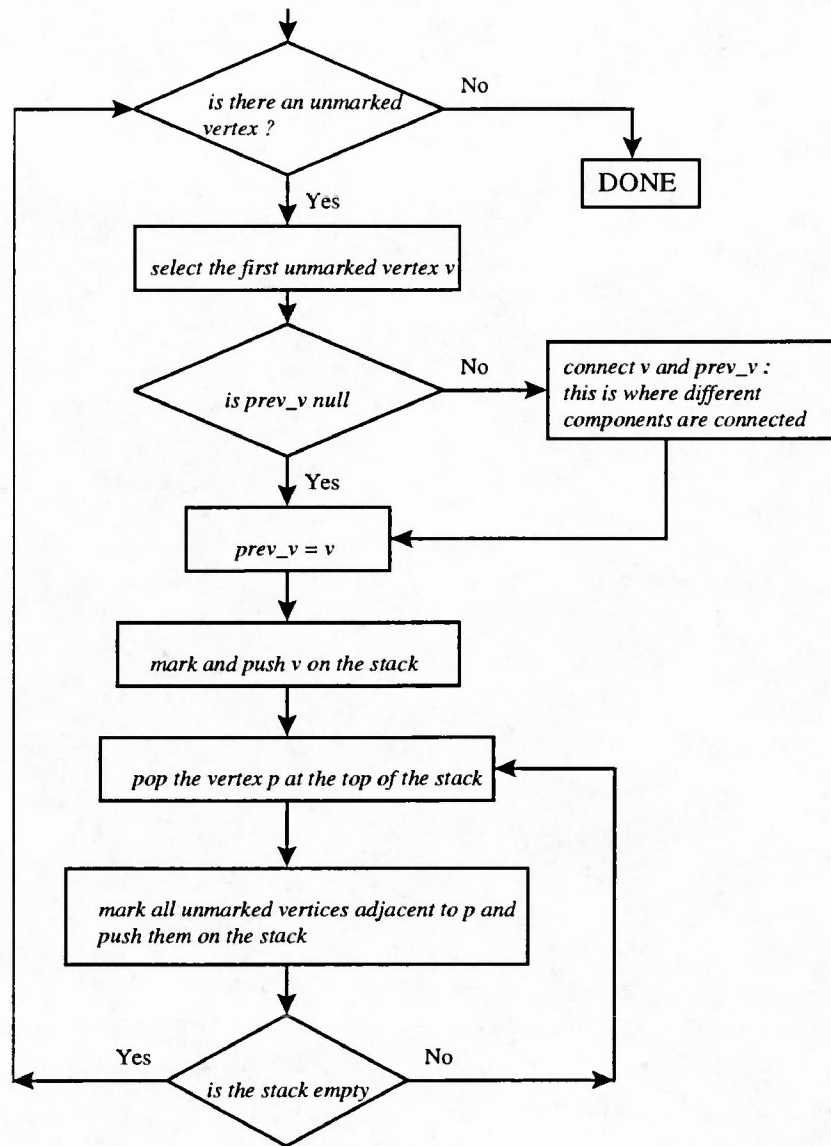 is there an unmarked
vertex ?
No
DONE
Yes
select the first unmarked vertex v
is prev_v null
No
connect v and prev_v :
this is where different
components are connected
Yes
prev_v = v
mark and push v on the stack
pop the vertex p at the top of the stack
mark all unmarked vertices adjacent to p and
push them on the stack
Yes
is the stack empty
No